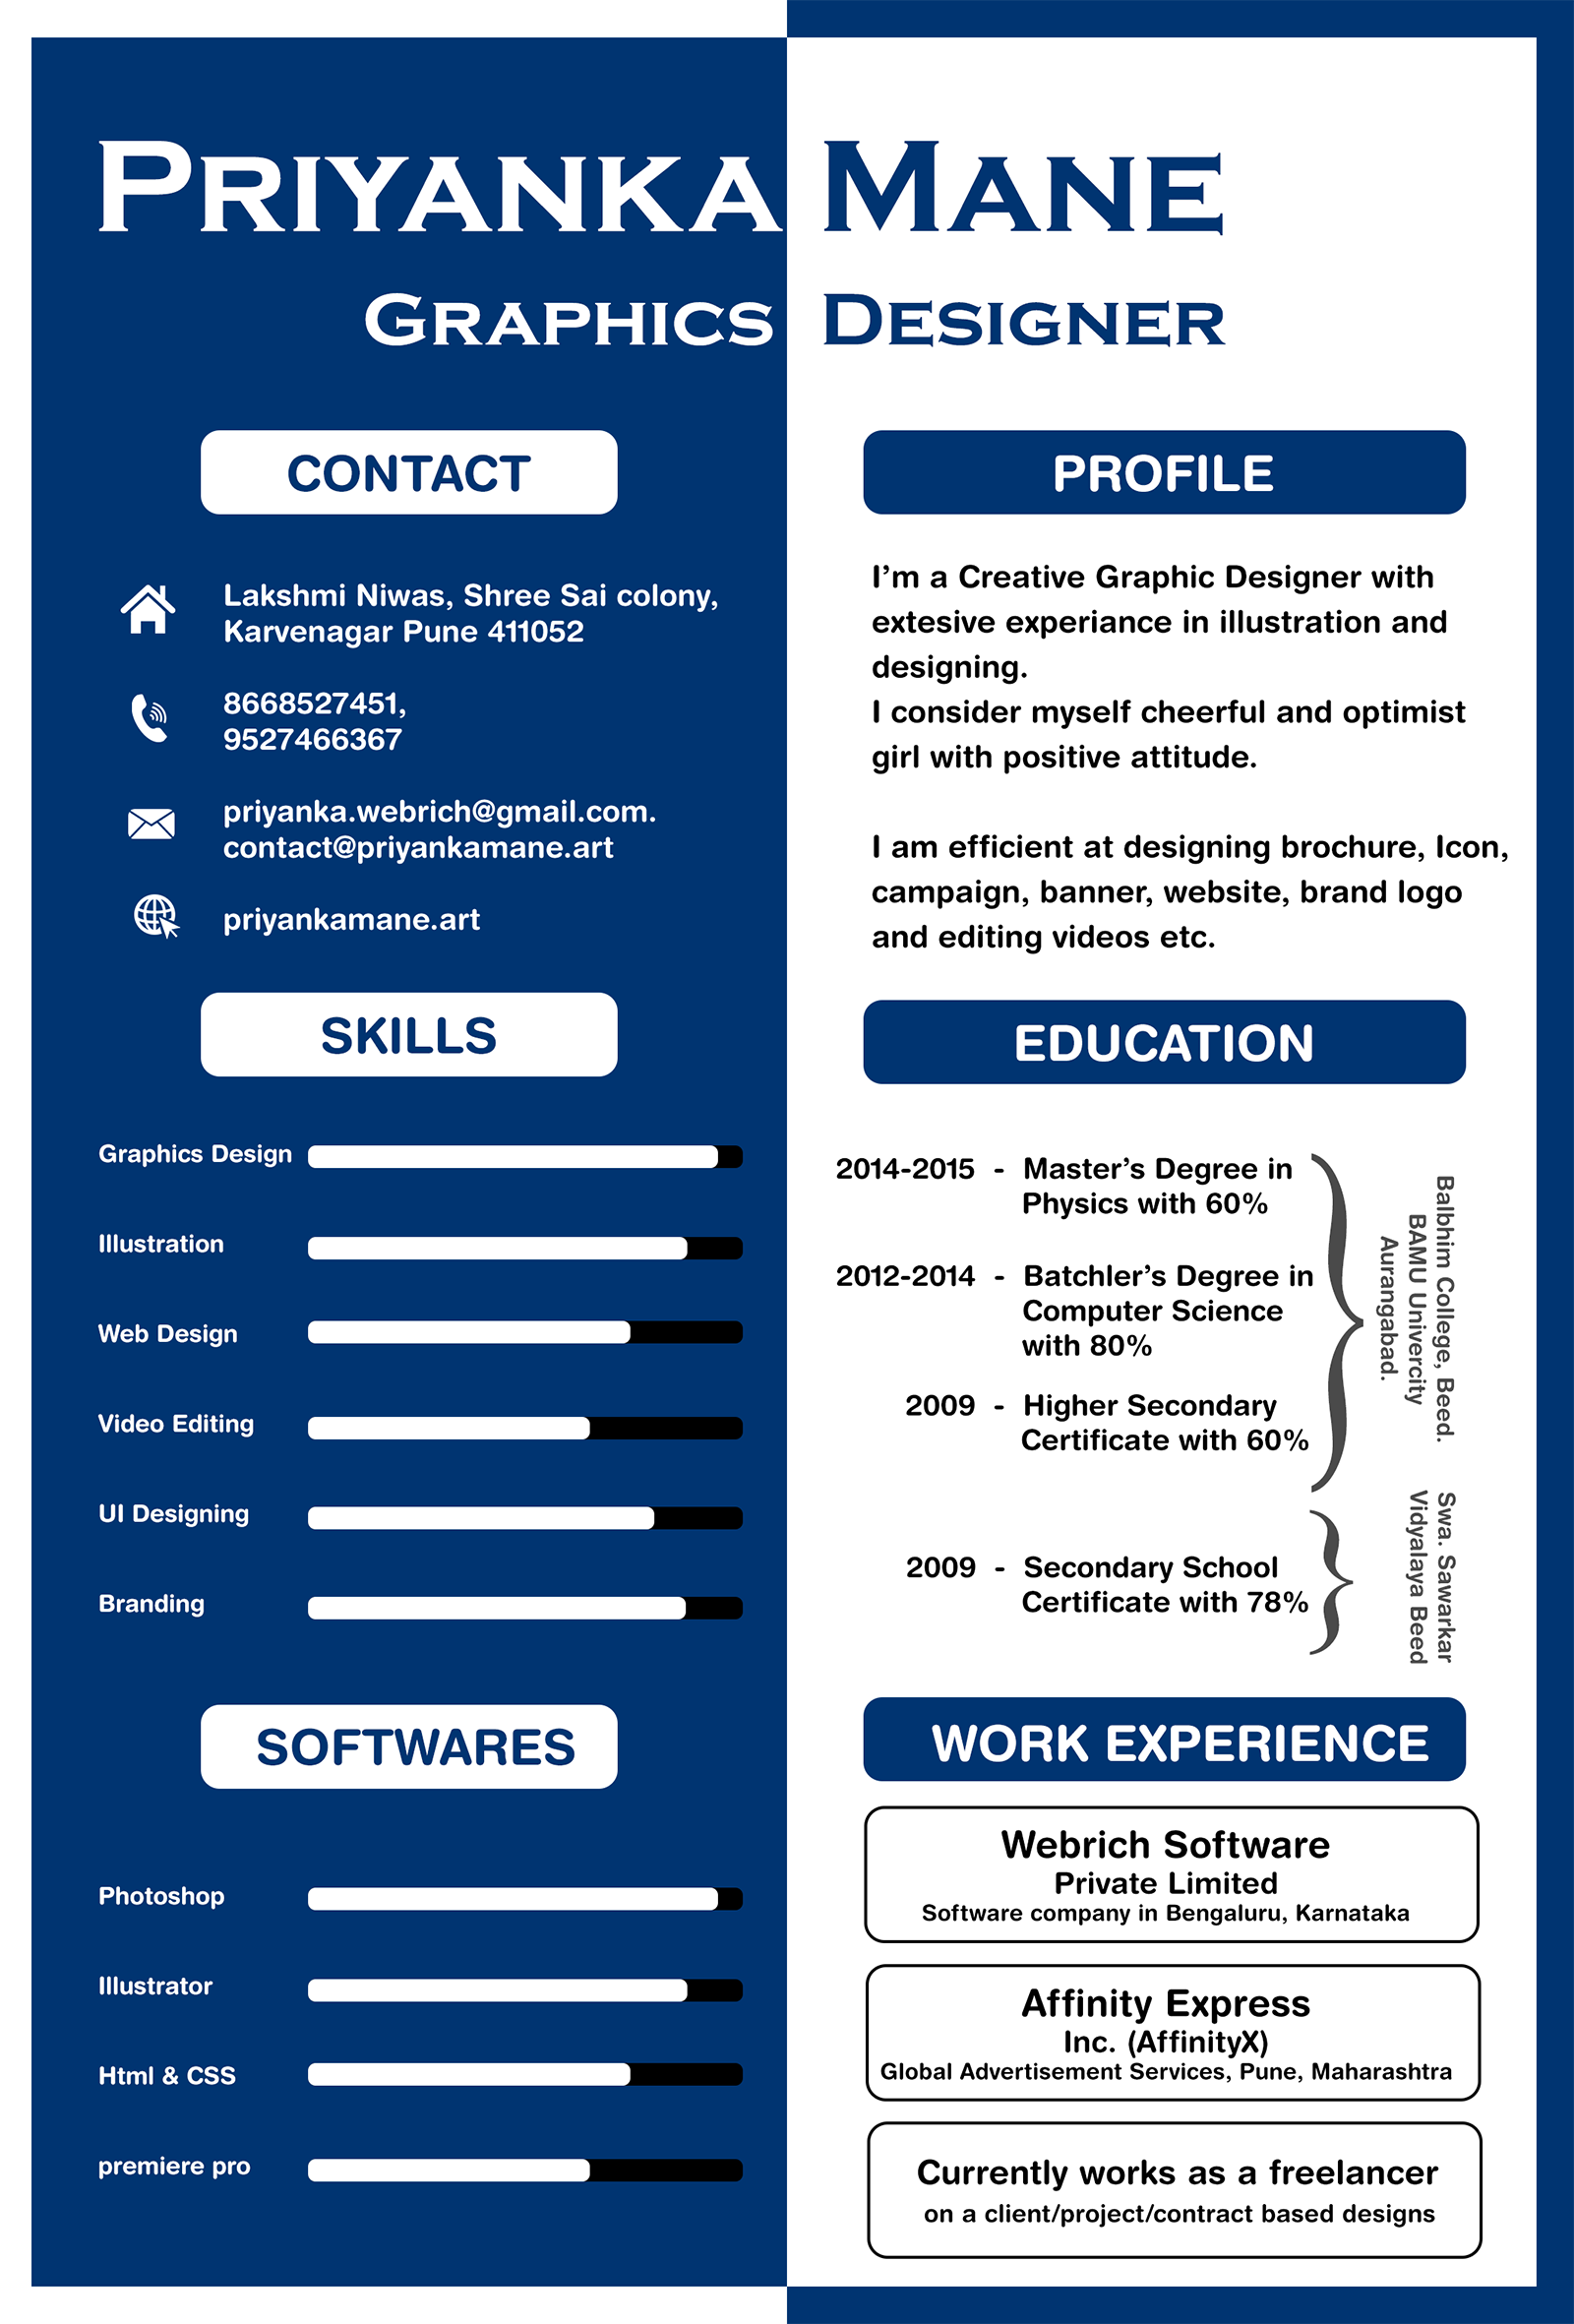 PRIYANKA MANE
GRAPHICS DESIGNER
CONTACT
Lakshmi Niwas, Shree Sai colony,
Karvenagar Pune 411052
8668527451,
9527466367
priyanka.webrich@gmail.com.
contact@priyankamane.art
priyankamane.art
SKILLS
Graphics Design
Illustration
Web Design
Video Editing
UI Designing
Branding
SOFTWARES
Photoshop
Illustrator
Html & CSS
premiere pro
PROFILE
I'm a Creative Graphic Designer with
extesive experiance in illustration and
designing.
I consider myself cheerful and optimist
girl with positive attitude.
I am efficient at designing brochure, Icon,
campaign, banner, website, brand logo
and editing videos etc.
EDUCATION
2014-2015 - Master's Degree in
Physics with 60%
2012-2014 - Batchler's Degree in
Computer Science
with 80%
2009 - Higher Secondary
Certificate with 60%
Balbhim College, Beed.
BAMU Univercity
Aurangabad.
2009 - Secondary School
Certificate with 78%
Swa. Sawarkar
Vidyalaya Beed
WORK EXPERIENCE
Webrich Software
Private Limited
Software company in Bengaluru, Karnataka
Affinity Express
Inc. (AffinityX)
Global Advertisement Services, Pune, Maharashtra
Currently works as a freelancer
on a client/project/contract based designs